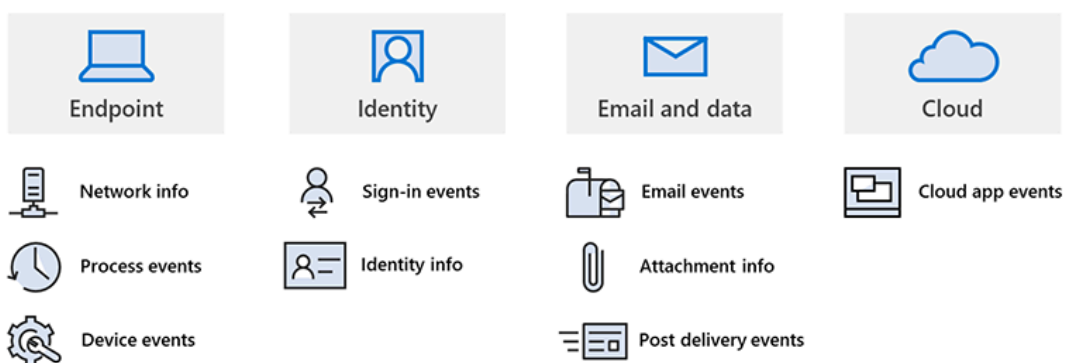 Endpoint
Identity
Email and data
Cloud
Network info
Sign-in events
Email events
Cloud app events
Process events
Identity info
Attachment info
Device events
Post delivery events